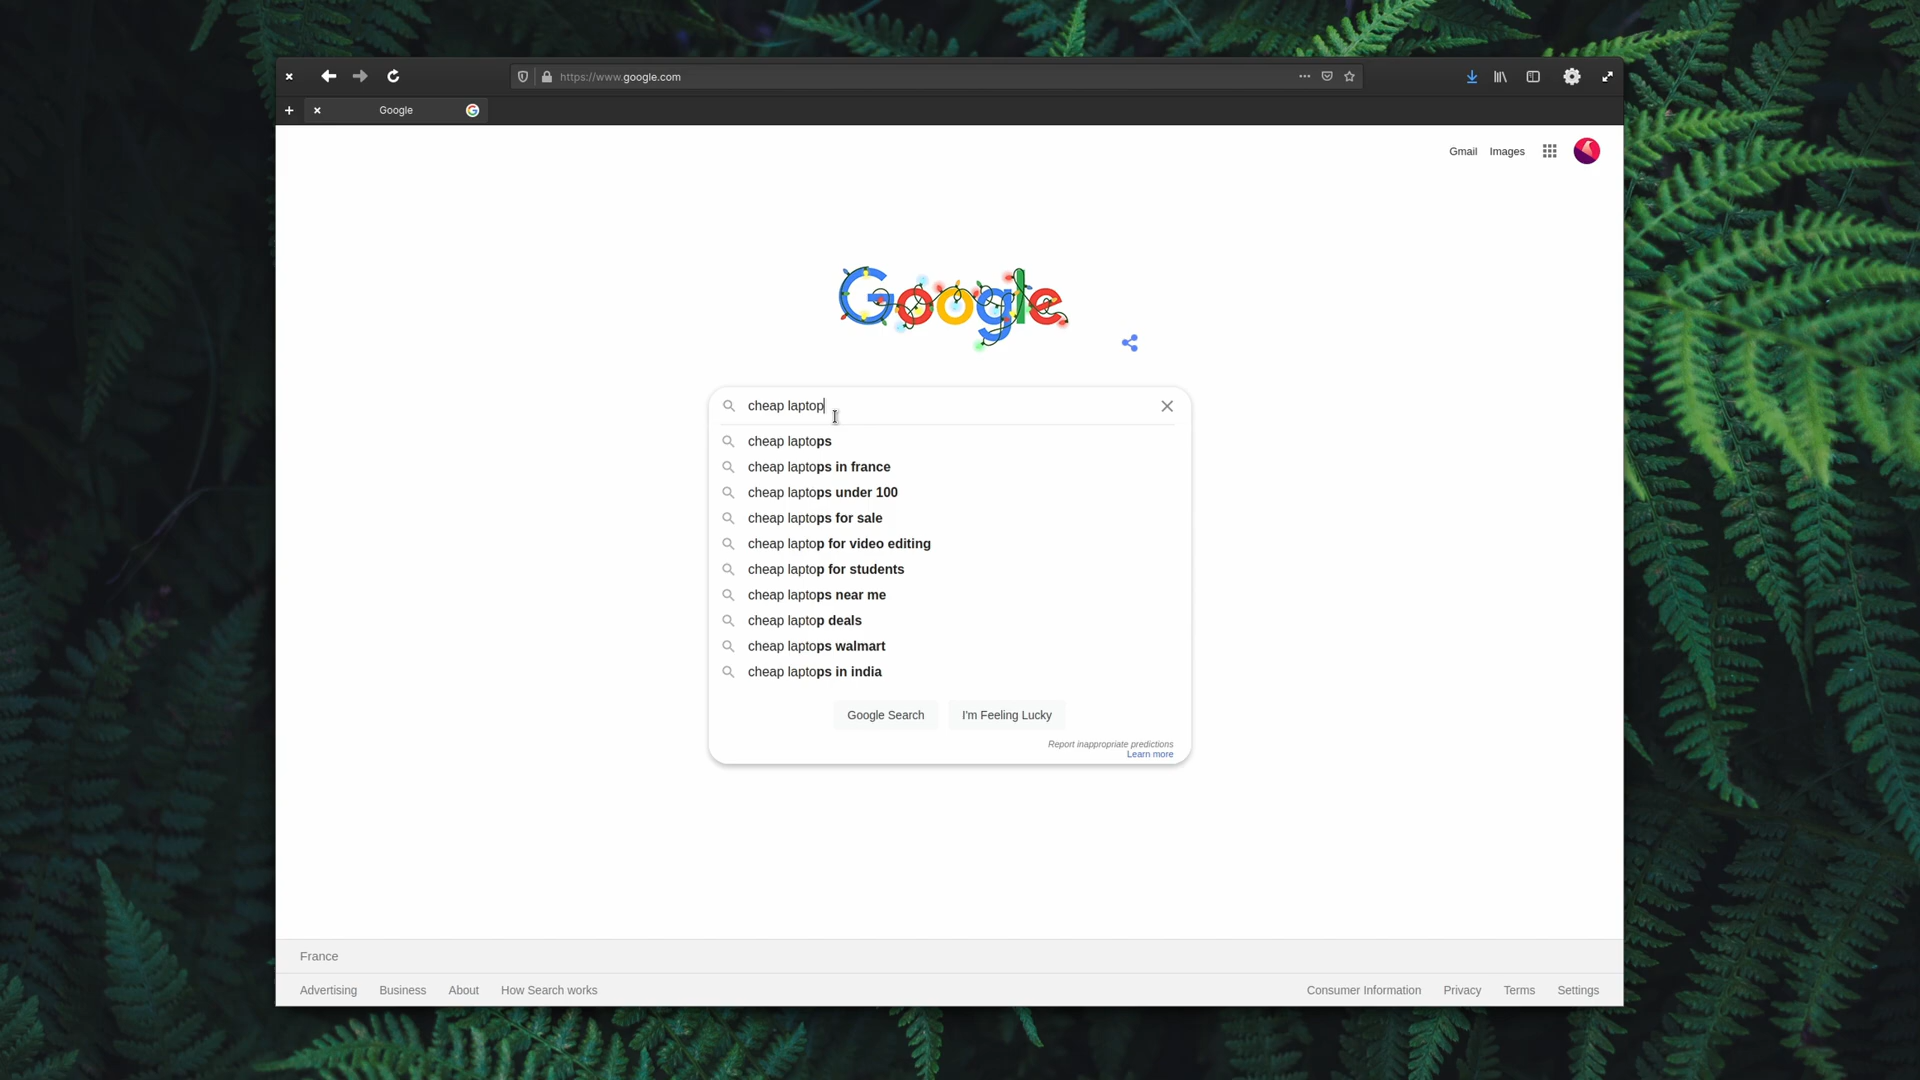 https://www.google.com
Google
Gmail Images
Google
cheap laptop
cheap laptops
cheap laptops in france
cheap laptops under 100
cheap laptops for sale
cheap laptop for video editing
cheap laptop for students
cheap laptops near me
cheap laptop deals
cheap laptops walmart
cheap laptops in india
Google Search I'm Feeling Lucky
Report inappropriate predictions
Learn more
France
Advertising Business About How Search works Consumer Information Privacy Terms Settings